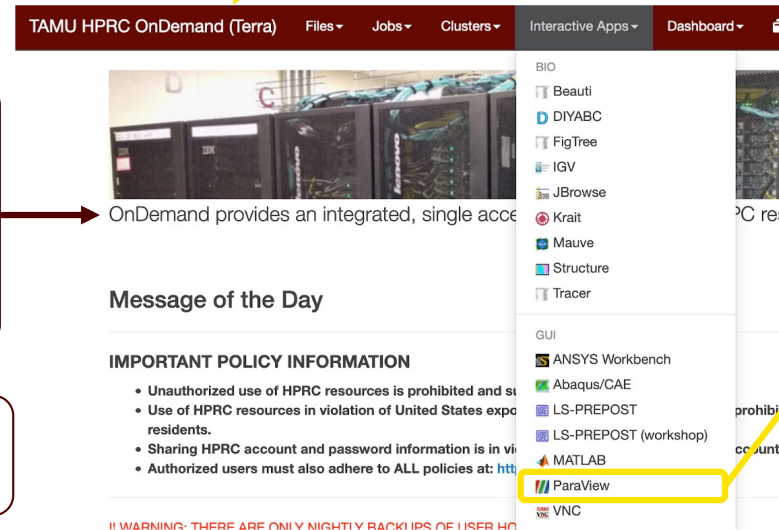 TAMU HPRC OnDemand (Terra) Files Jobs Clusters Interactive Apps Dashboard
BIO
Beauti
DIYABC
FigTree
IGV
JBrowse
Krait
Mauve
Structure
Tracer
GUI
ANSYS Workbench
Abaqus/CAE
LS-PREPOST
LS-PREPOST (workshop)
MATLAB
ParaView
VNC
IBM
lenovo
lenovo
OnDemand provides an integrated, single acce PC re
Message of the Day
IMPORTANT POLICY INFORMATION
• Unauthorized use of HPRC resources is prohibited and su
• Use of HPRC resources in violation of United States expo prohibi
residents.
• Sharing HPRC account and password information is in vi ccount
• Authorized users must also adhere to ALL policies at: htt
!! WARNING: THERE ARE ONLY NIGHTLY BACKUPS OF USER HO